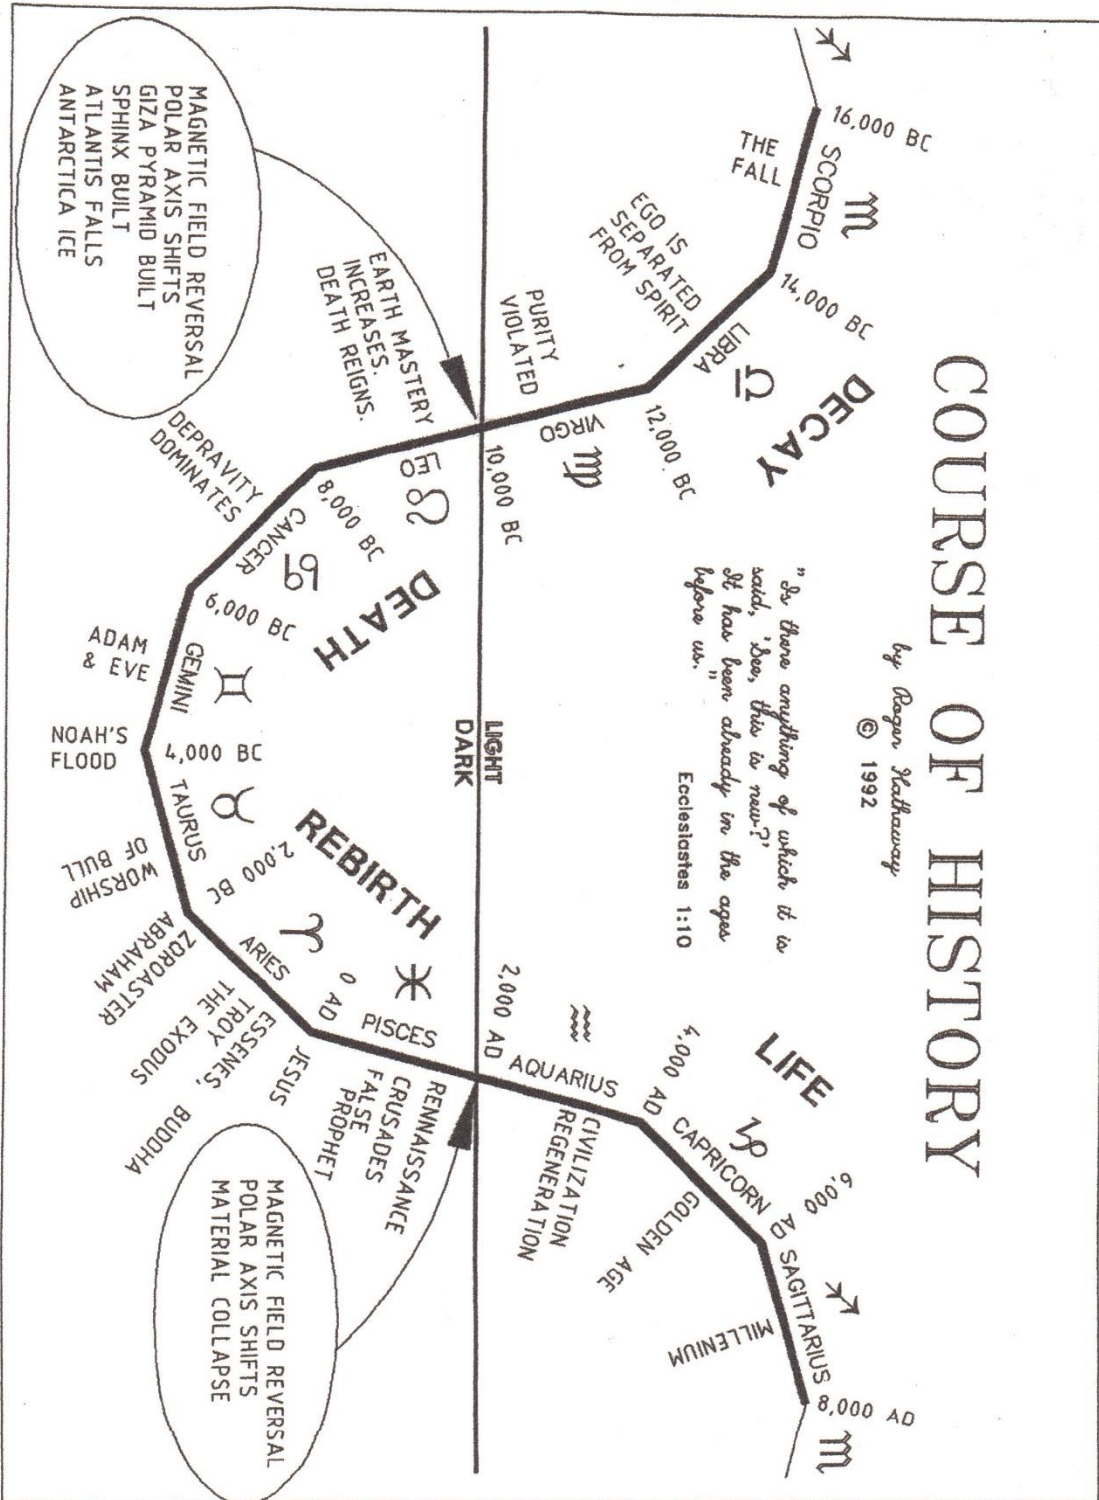 COURSE OF HISTORY
by Roger Hathaway
© 1992
"Is there anything of which it is
said, 'See, this is new?'
It has been already in the ages
before us."
Ecclesiastes 1:10
DECAY
LIFE
DEATH
REBIRTH
LIGHT
DARK
16,000 BC
SCORPIO
♏
THE
FALL
14,000 BC
LIBRA
♎
EGO IS
SEPARATED
FROM SPIRIT
12,000 BC
VIRGO
♍
PURITY
VIOLATED
10,000 BC
LEO
♌
EARTH MASTERY
INCREASES.
DEATH REIGNS.
8,000 BC
CANCER
♋
DEPRAVITY
DOMINATES
6,000 BC
GEMINI
♊
ADAM
& EVE
4,000 BC
NOAH'S
FLOOD
TAURUS
♉
WORSHIP
OF BULL
2,000 BC
ZOROASTER
ABRAHAM
ARIES
♈
ESSENES,
TROY
THE EXODUS
BUDDHA
0 AD
JESUS
PISCES
♓
RENNAISSANCE
CRUSADES
FALSE
PROPHET
2,000 AD
AQUARIUS
♒
CIVILIZATION
REGENERATION
4,000 AD
CAPRICORN
♑
GOLDEN AGE
6,000 AD
SAGITTARIUS
MILLENIUM
8,000 AD
♏
MAGNETIC FIELD REVERSAL
POLAR AXIS SHIFTS
GIZA PYRAMID BUILT
SPHINX BUILT
ATLANTIS FALLS
ANTARCTICA ICE
MAGNETIC FIELD REVERSAL
POLAR AXIS SHIFTS
MATERIAL COLLAPSE